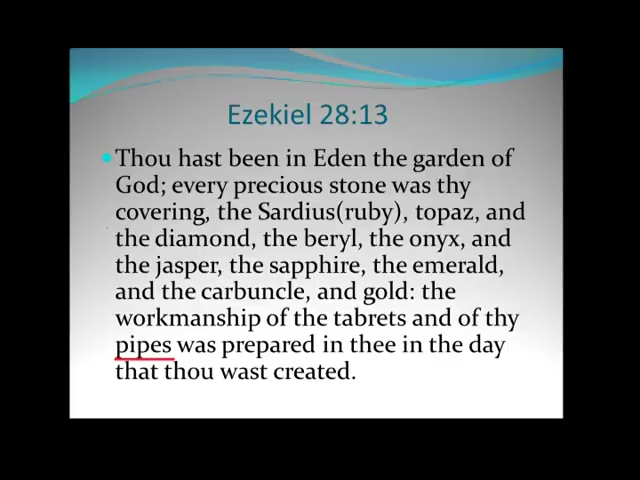 Ezekiel 28:13
Thou hast been in Eden the garden of
God; every precious stone was thy
covering, the Sardius(ruby), topaz, and
the diamond, the beryl, the onyx, and
the jasper, the sapphire, the emerald,
and the carbuncle, and gold: the
workmanship of the tabrets and of thy
pipes was prepared in thee in the day
that thou wast created.